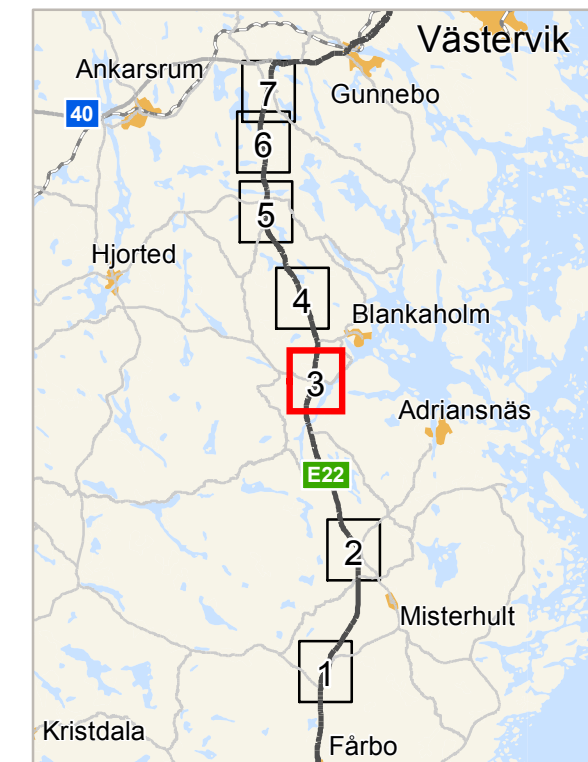 Västervik
Ankarsrum
Gunnebo
7
40
6
5
Hjorted
4
Blankaholm
3
Adriansnäs
E22
2
Misterhult
1
Kristdala
Fårbo